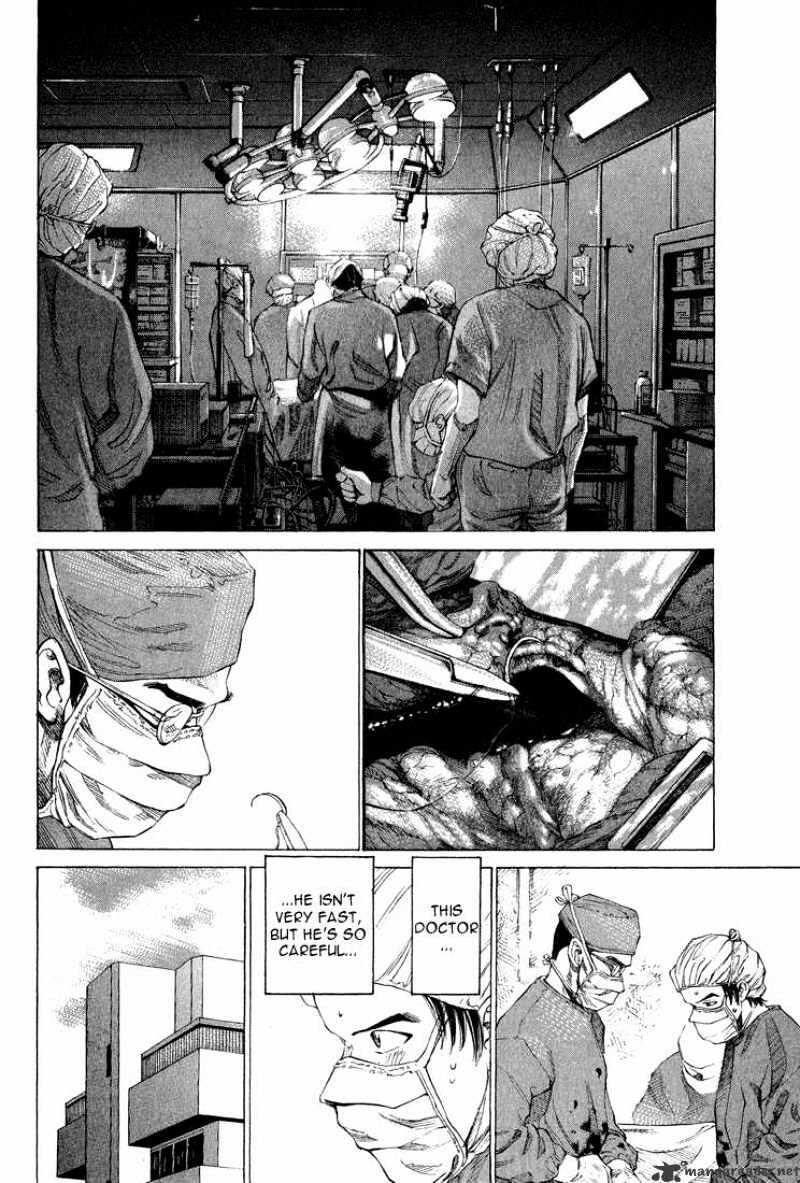 THIS
DOCTOR
...
...HE ISN'T
VERY FAST,
BUT HE'S SO
CAREFUL...
mangareader.net